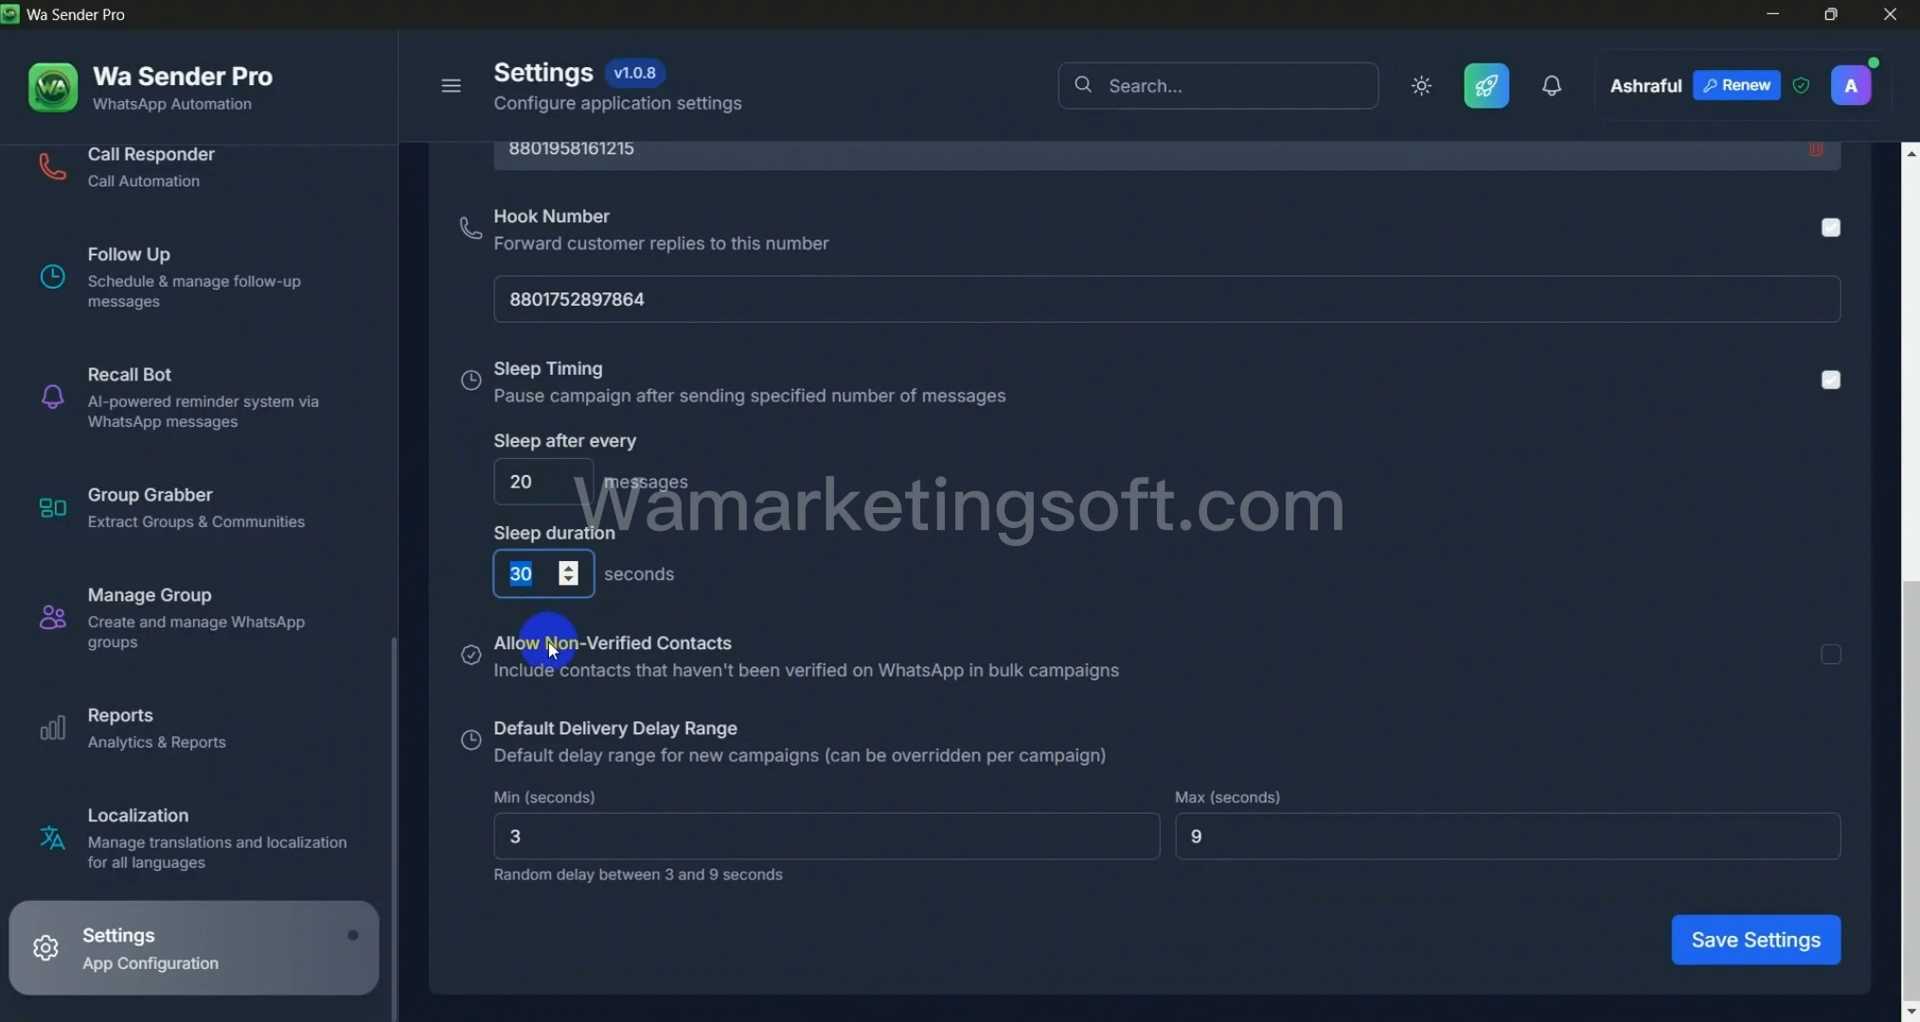 Wa Sender Pro
Wa Sender Pro
WhatsApp Automation
Settings v1.0.8
Configure application settings
Search...
Ashraful
Renew
A
Call Responder
Call Automation
Follow Up
Schedule & manage follow-up
messages
Recall Bot
AI-powered reminder system via
WhatsApp messages
Group Grabber
Extract Groups & Communities
Manage Group
Create and manage WhatsApp
groups
Reports
Analytics & Reports
Localization
Manage translations and localization
for all languages
Settings
App Configuration
8801958161215
Hook Number
Forward customer replies to this number
8801752897864
Sleep Timing
Pause campaign after sending specified number of messages
Sleep after every
20 messages
Wamarketingsoft.com
Sleep duration
30 seconds
Allow Non-Verified Contacts
Include contacts that haven't been verified on WhatsApp in bulk campaigns
Default Delivery Delay Range
Default delay range for new campaigns (can be overridden per campaign)
Min (seconds)
3
Max (seconds)
9
Random delay between 3 and 9 seconds
Save Settings